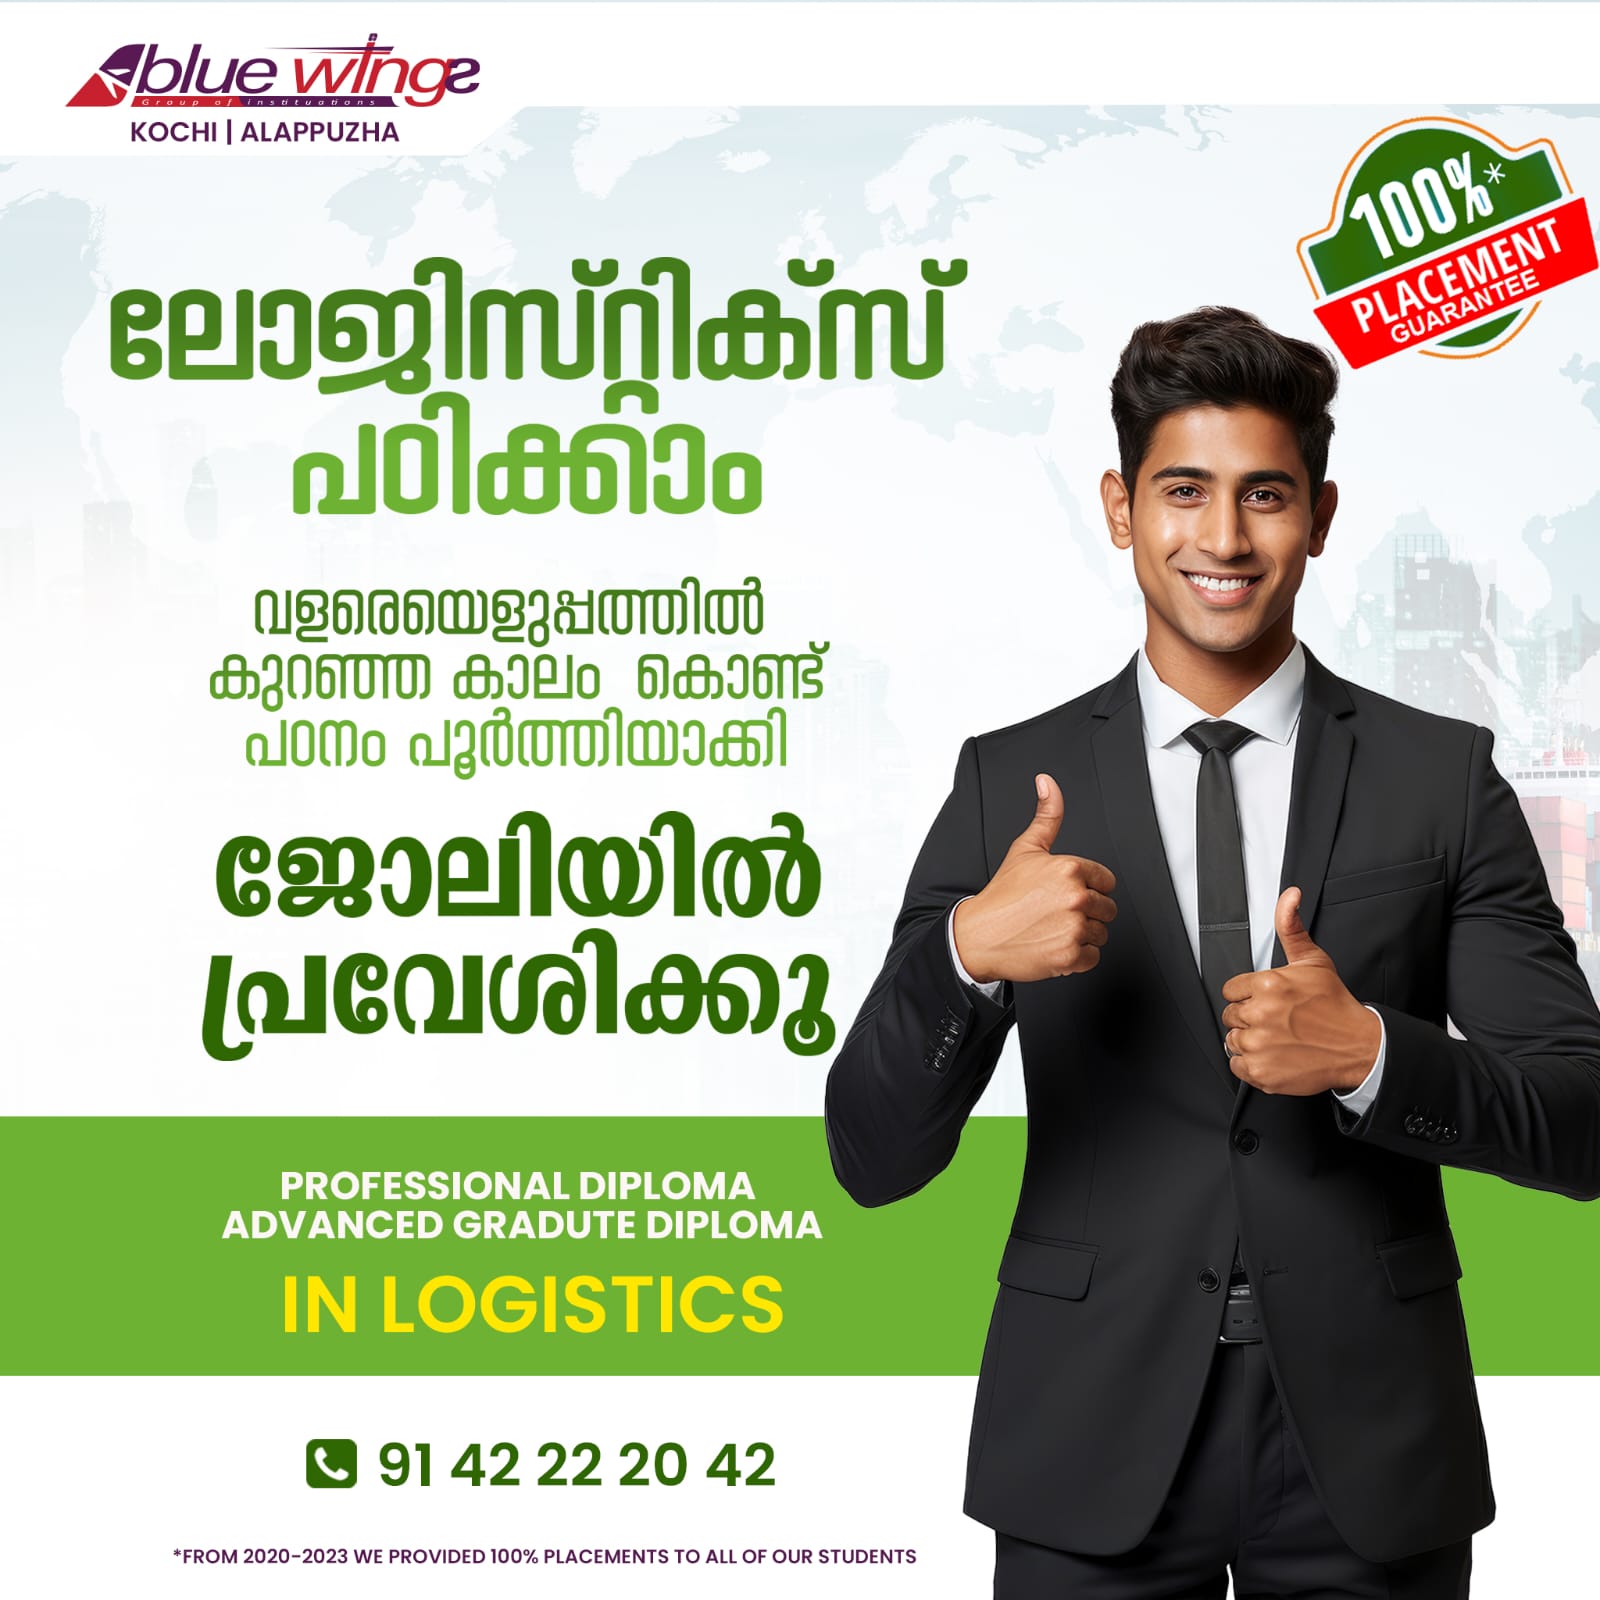 blue wings
Group of instituations
KOCHI | ALAPPUZHA
100%*
PLACEMENT
GUARANTEE
ലോജിസ്റ്റിക്സ്
പഠിക്കാം
വളരെയെളുപ്പത്തിൽ
കുറഞ്ഞ കാലം കൊണ്ട്
പഠനം പൂർത്തിയാക്കി
ജോലിയിൽ
പ്രവേശിക്കൂ
PROFESSIONAL DIPLOMA
ADVANCED GRADUTE DIPLOMA
IN LOGISTICS
91 42 22 20 42
*FROM 2020-2023 WE PROVIDED 100% PLACEMENTS TO ALL OF OUR STUDENTS